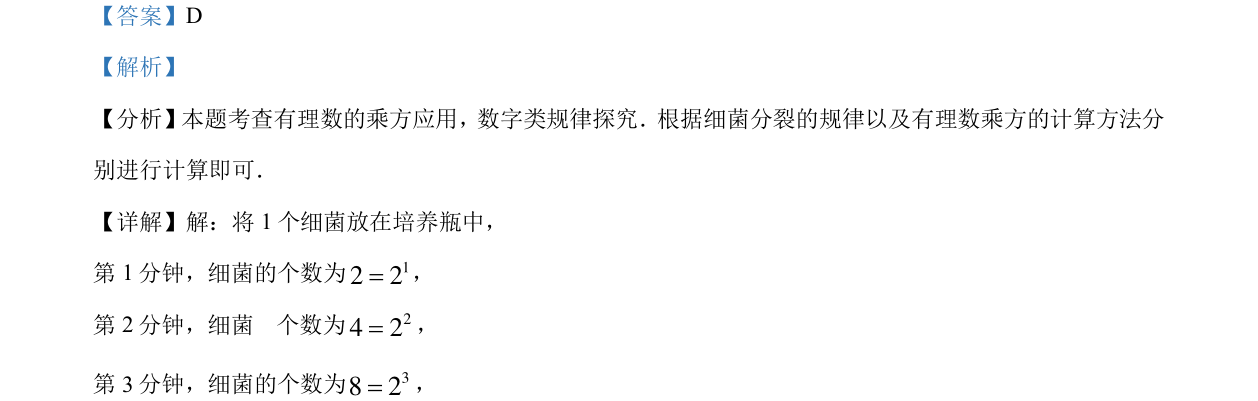 【答案】D
【解析】
【分析】本题考查有理数的乘方应用，数字类规律探究．根据细菌分裂的规律以及有理数乘方的计算方法分
别进行计算即可．
【详解】解：将 1 个细菌放在培养瓶中，
第 1 分钟，细菌的个数为 2 = 2¹，
第 2 分钟，细菌　个数为 4 = 2²，
第 3 分钟，细菌的个数为 8 = 2³，